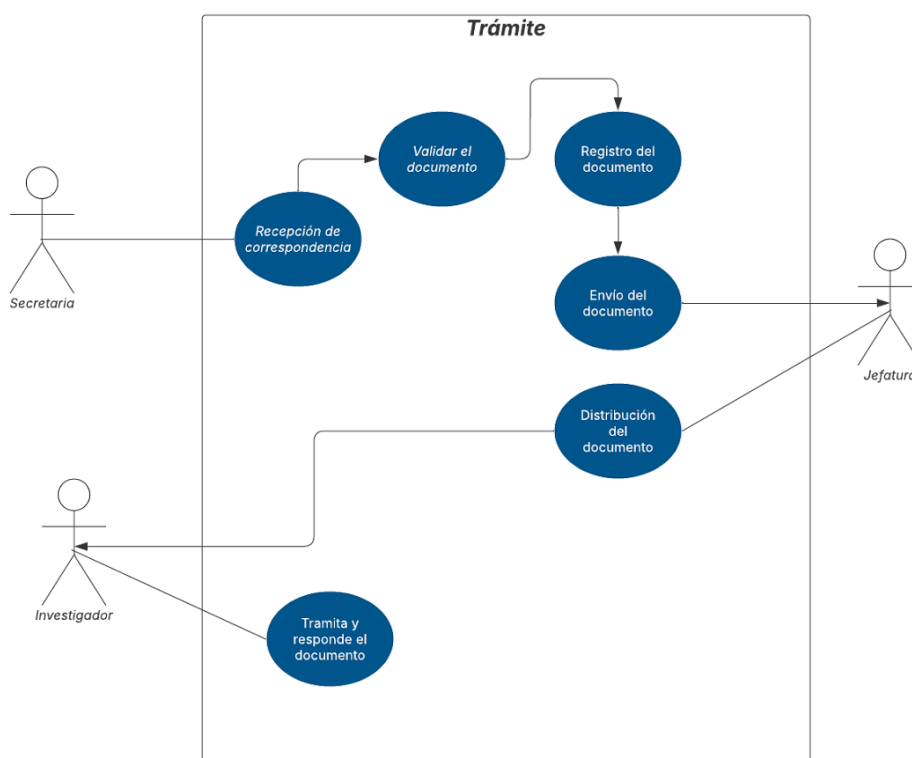 Trámite
Validar el
documento
Registro del
documento
Recepción de
correspondencia
Secretaria
Envío del
documento
Jefatura
Distribución
del
documento
Investigador
Tramita y
responde el
documento